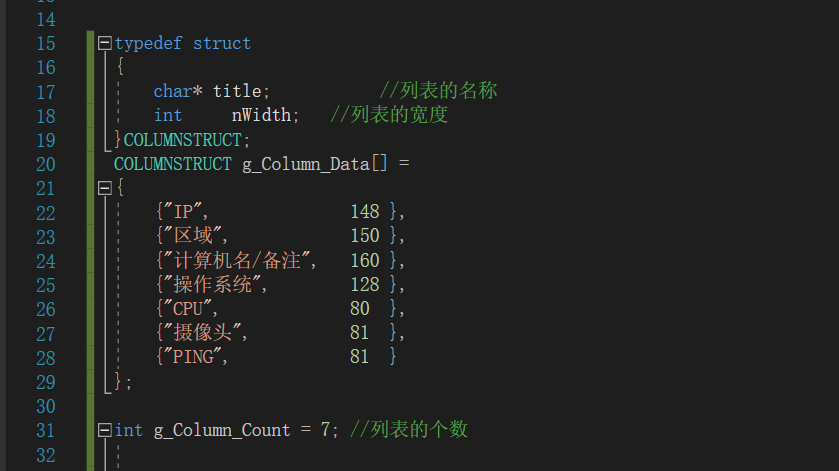 14
15 typedef struct
16 {
17 char* title; //列表的名称
18 int nWidth; //列表的宽度
19 }COLUMNSTRUCT;
20 COLUMNSTRUCT g_Column_Data[] =
21 {
22 {"IP", 148 },
23 {"区域", 150 },
24 {"计算机名/备注", 160 },
25 {"操作系统", 128 },
26 {"CPU", 80 },
27 {"摄像头", 81 },
28 {"PING", 81 }
29 };
30
31 int g_Column_Count = 7; //列表的个数
32